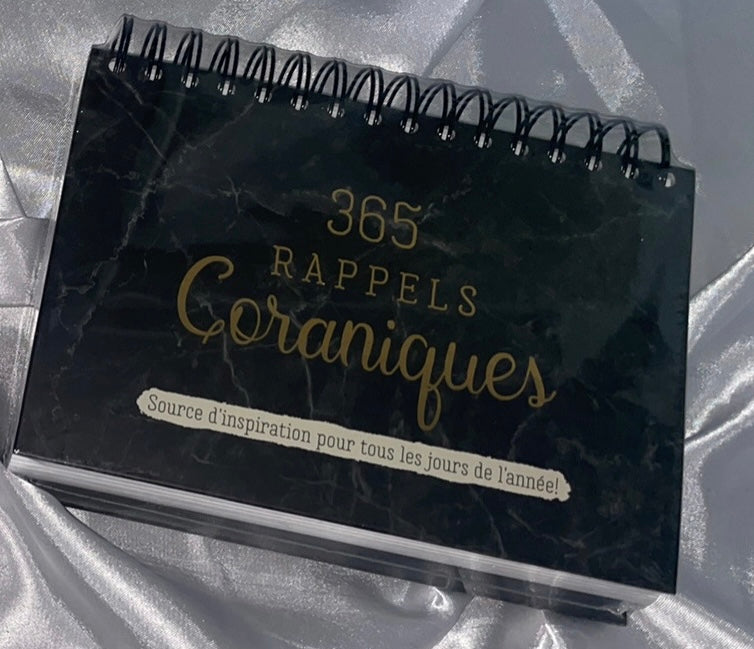 365
RAPPELS
Coraniques
Source d'inspiration pour tous les jours de l'année!